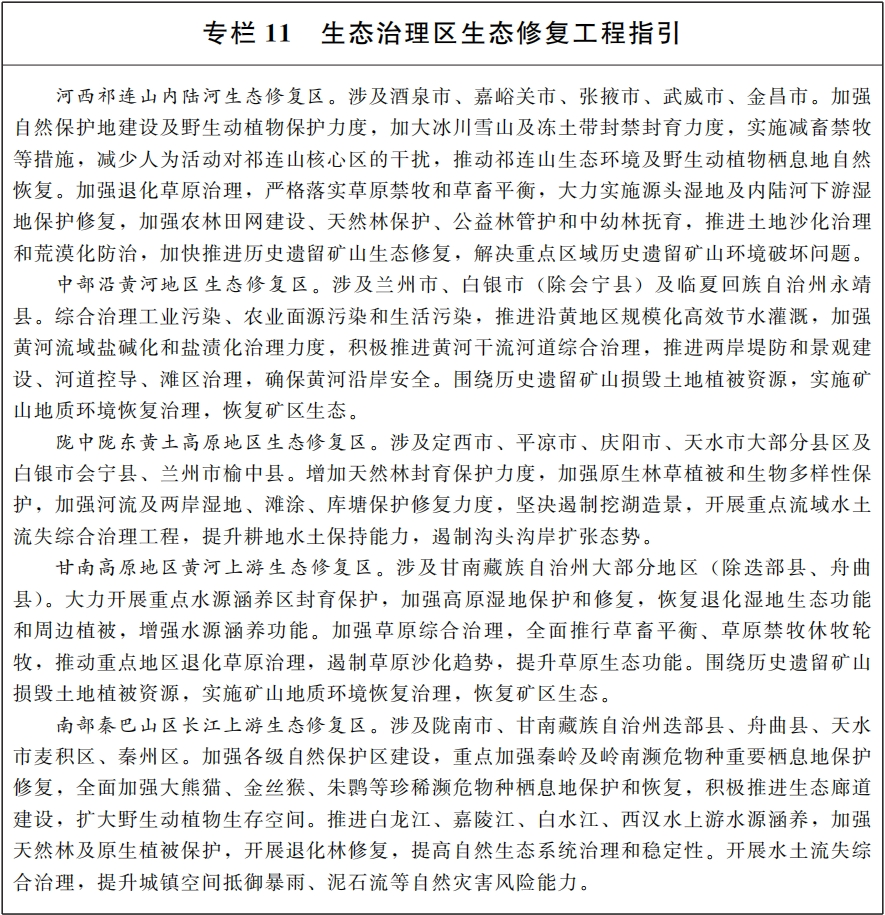 专栏 11 生态治理区生态修复工程指引
河西祁连山内陆河生态修复区。涉及酒泉市、嘉峪关市、张掖市、武威市、金昌市。加强
自然保护地建设及野生动植物保护力度，加大冰川雪山及冻土带封禁封育力度，实施减畜禁牧
等措施，减少人为活动对祁连山核心区的干扰，推动祁连山生态环境及野生动植物栖息地自然
恢复。加强退化草原治理，严格落实草原禁牧和草畜平衡，大力实施源头湿地及内陆河下游湿
地保护修复，加强农林田网建设、天然林保护、公益林管护和中幼林抚育，推进土地沙化治理
和荒漠化防治，加快推进历史遗留矿山生态修复，解决重点区域历史遗留矿山环境破坏问题。
中部沿黄河地区生态修复区。涉及兰州市、白银市（除会宁县）及临夏回族自治州永靖
县。综合治理工业污染、农业面源污染和生活污染，推进沿黄地区规模化高效节水灌溉，加强
黄河流域盐碱化和盐渍化治理力度，积极推进黄河干流河道综合治理，推进两岸堤防和景观建
设、河道控导、滩区治理，确保黄河沿岸安全。围绕历史遗留矿山损毁土地植被资源，实施矿
山地质环境恢复治理，恢复矿区生态。
陇中陇东黄土高原地区生态修复区。涉及定西市、平凉市、庆阳市、天水市大部分县区及
白银市会宁县、兰州市榆中县。增加天然林封育保护力度，加强原生林草植被和生物多样性保
护，加强河流及两岸湿地、滩涂、库塘保护修复力度，坚决遏制挖湖造景，开展重点流域水土
流失综合治理工程，提升耕地水土保持能力，遏制沟头沟岸扩张态势。
甘南高原地区黄河上游生态修复区。涉及甘南藏族自治州大部分地区（除迭部县、舟曲
县）。大力开展重点水源涵养区封育保护，加强高原湿地保护和修复，恢复退化湿地生态功能
和周边植被，增强水源涵养功能。加强草原综合治理，全面推行草畜平衡、草原禁牧休牧轮
牧，推动重点地区退化草原治理，遏制草原沙化趋势，提升草原生态功能。围绕历史遗留矿山
损毁土地植被资源，实施矿山地质环境恢复治理，恢复矿区生态。
南部秦巴山区长江上游生态修复区。涉及陇南市、甘南藏族自治州迭部县、舟曲县、天水
市麦积区、秦州区。加强各级自然保护区建设，重点加强秦岭及岭南濒危物种重要栖息地保护
修复，全面加强大熊猫、金丝猴、朱鹮等珍稀濒危物种栖息地保护和恢复，积极推进生态廊道
建设，扩大野生动植物生存空间。推进白龙江、嘉陵江、白水江、西汉水上游水源涵养，加强
天然林及原生植被保护，开展退化林修复，提高自然生态系统治理和稳定性。开展水土流失综
合治理，提升城镇空间抵御暴雨、泥石流等自然灾害风险能力。